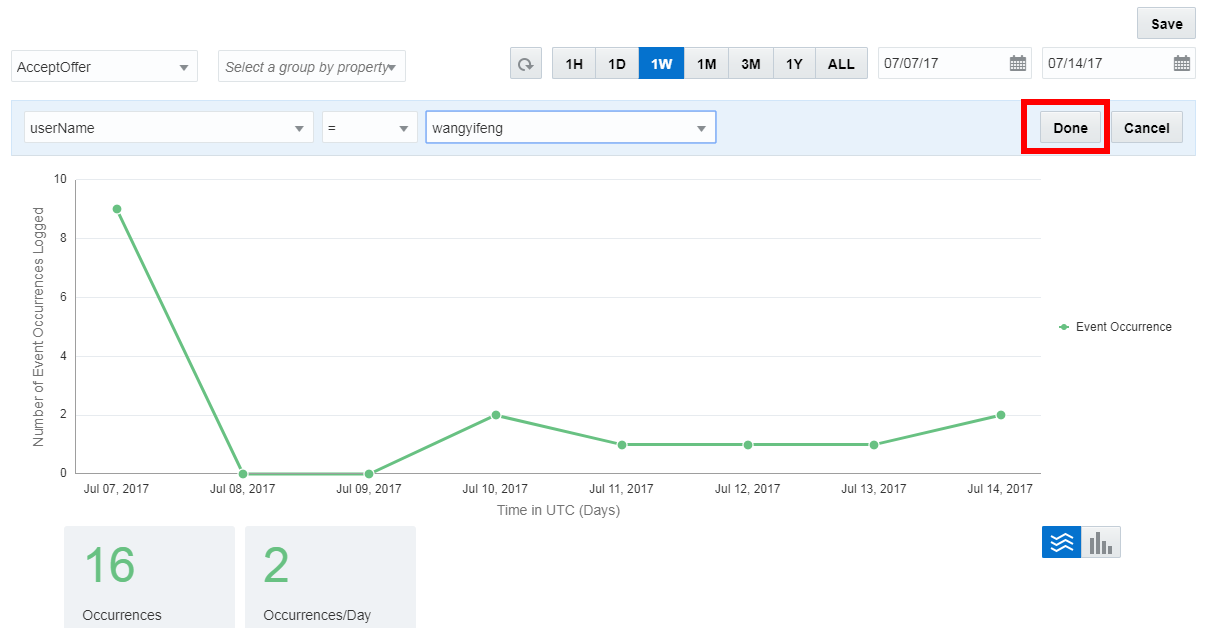 Save
AcceptOffer
Select a group by property
1H 1D 1W 1M 3M 1Y ALL
07/07/17
07/14/17
userName
=
wangyifeng
Done
Cancel
Number of Event Occurrences Logged
10
8
6
4
2
0
Event Occurrence
Jul 07, 2017 Jul 08, 2017 Jul 09, 2017 Jul 10, 2017 Jul 11, 2017 Jul 12, 2017 Jul 13, 2017 Jul 14, 2017
Time in UTC (Days)
16
Occurrences
2
Occurrences/Day